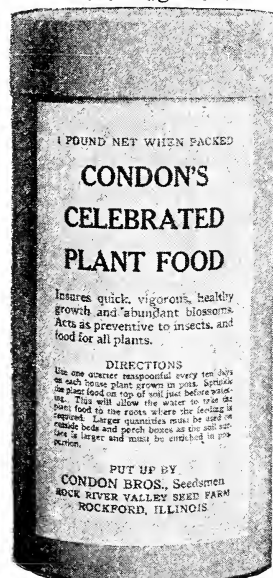 1 POUND NET WHEN PACKED
CONDON'S
CELEBRATED
PLANT FOOD
Insures quick, vigorous, healthy
growth and abundant blossoms.
Acts as preventive to insects, and
food for all plants.
DIRECTIONS
Use one quarter teaspoonful every ten days
on each house plant grown in pots. Sprinkle
the plant food on top of soil just before water-
ing. This will allow the water to take the
plant food to the roots where the feeding is
required. Larger quantities must be used on
outside beds and porch boxes as the soil sur-
face is larger and must be enriched in pro-
portion.
PUT UP BY
CONDON BROS., Seedsmen
ROCK RIVER VALLEY SEED FARM
ROCKFORD, ILLINOIS